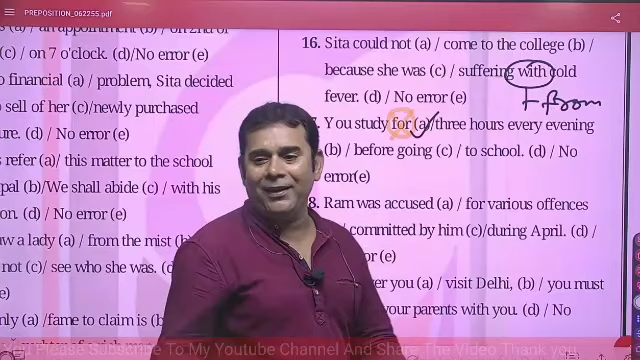 PREPOSITION_062255.pdf
(a) / an appointment (b) / on 2nd of
(c) / on 7 o'clock. (d)/No error (e)
financial (a) / problem, Sita decided
sell of her (c)/newly purchased
(d) / No error (e)
refer (a)/ this matter to the school
(b)/We shall abide (c) / with his
(d) / No error (e)
a lady (a) / from the mist (b)
not (c)/ see who she was.
/fame to claim is (b)
16. Sita could not (a) / come to the college (b) /
because she was (c) / suffering with cold
fever. (d) / No error (e)
from
You study for (a)/three hours every evening
(b) / before going (c) / to school. (d) / No
error(e)
8. Ram was accused (a) / for various offences
committed by him (c)/during April. (d) /
(e)
you (a) / visit Delhi, (b) / you must
your parents with you. (d) / No
Please Subscribe To My Youtube Channel And Share The Video Thank you